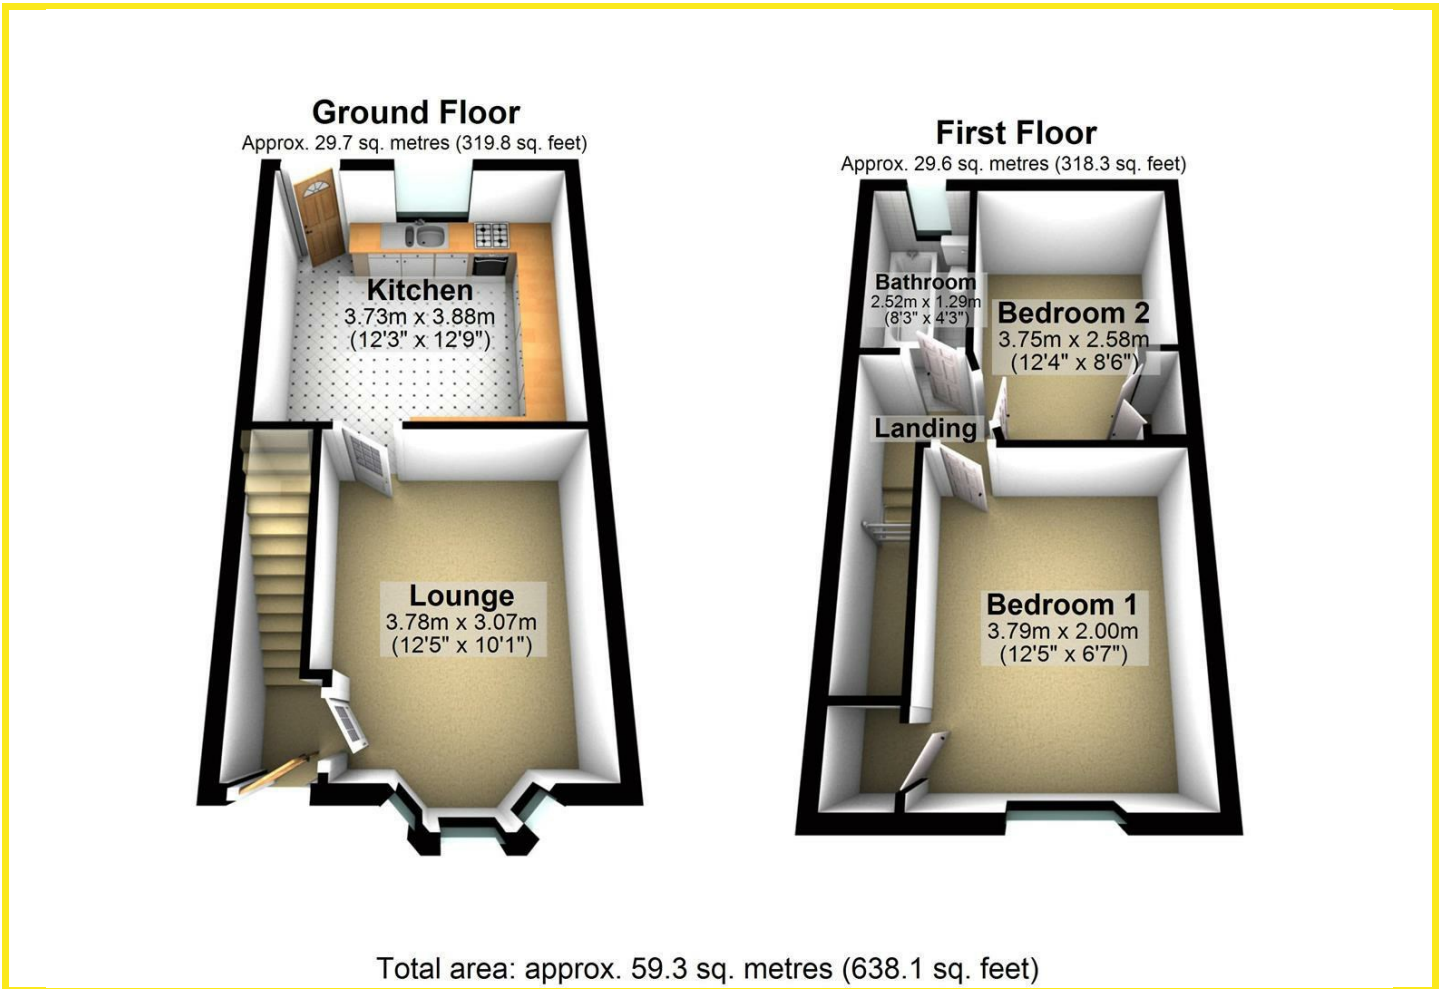 Ground Floor
Approx. 29.7 sq. metres (319.8 sq. feet)
Kitchen
3.73m x 3.88m
(12'3" x 12'9")
Lounge
3.78m x 3.07m
(12'5" x 10'1")
First Floor
Approx. 29.6 sq. metres (318.3 sq. feet)
Bathroom
2.52m x 1.29m
(8'3" x 4'3")
Bedroom 2
3.75m x 2.58m
(12'4" x 8'6")
Landing
Bedroom 1
3.79m x 2.00m
(12'5" x 6'7")
Total area: approx. 59.3 sq. metres (638.1 sq. feet)